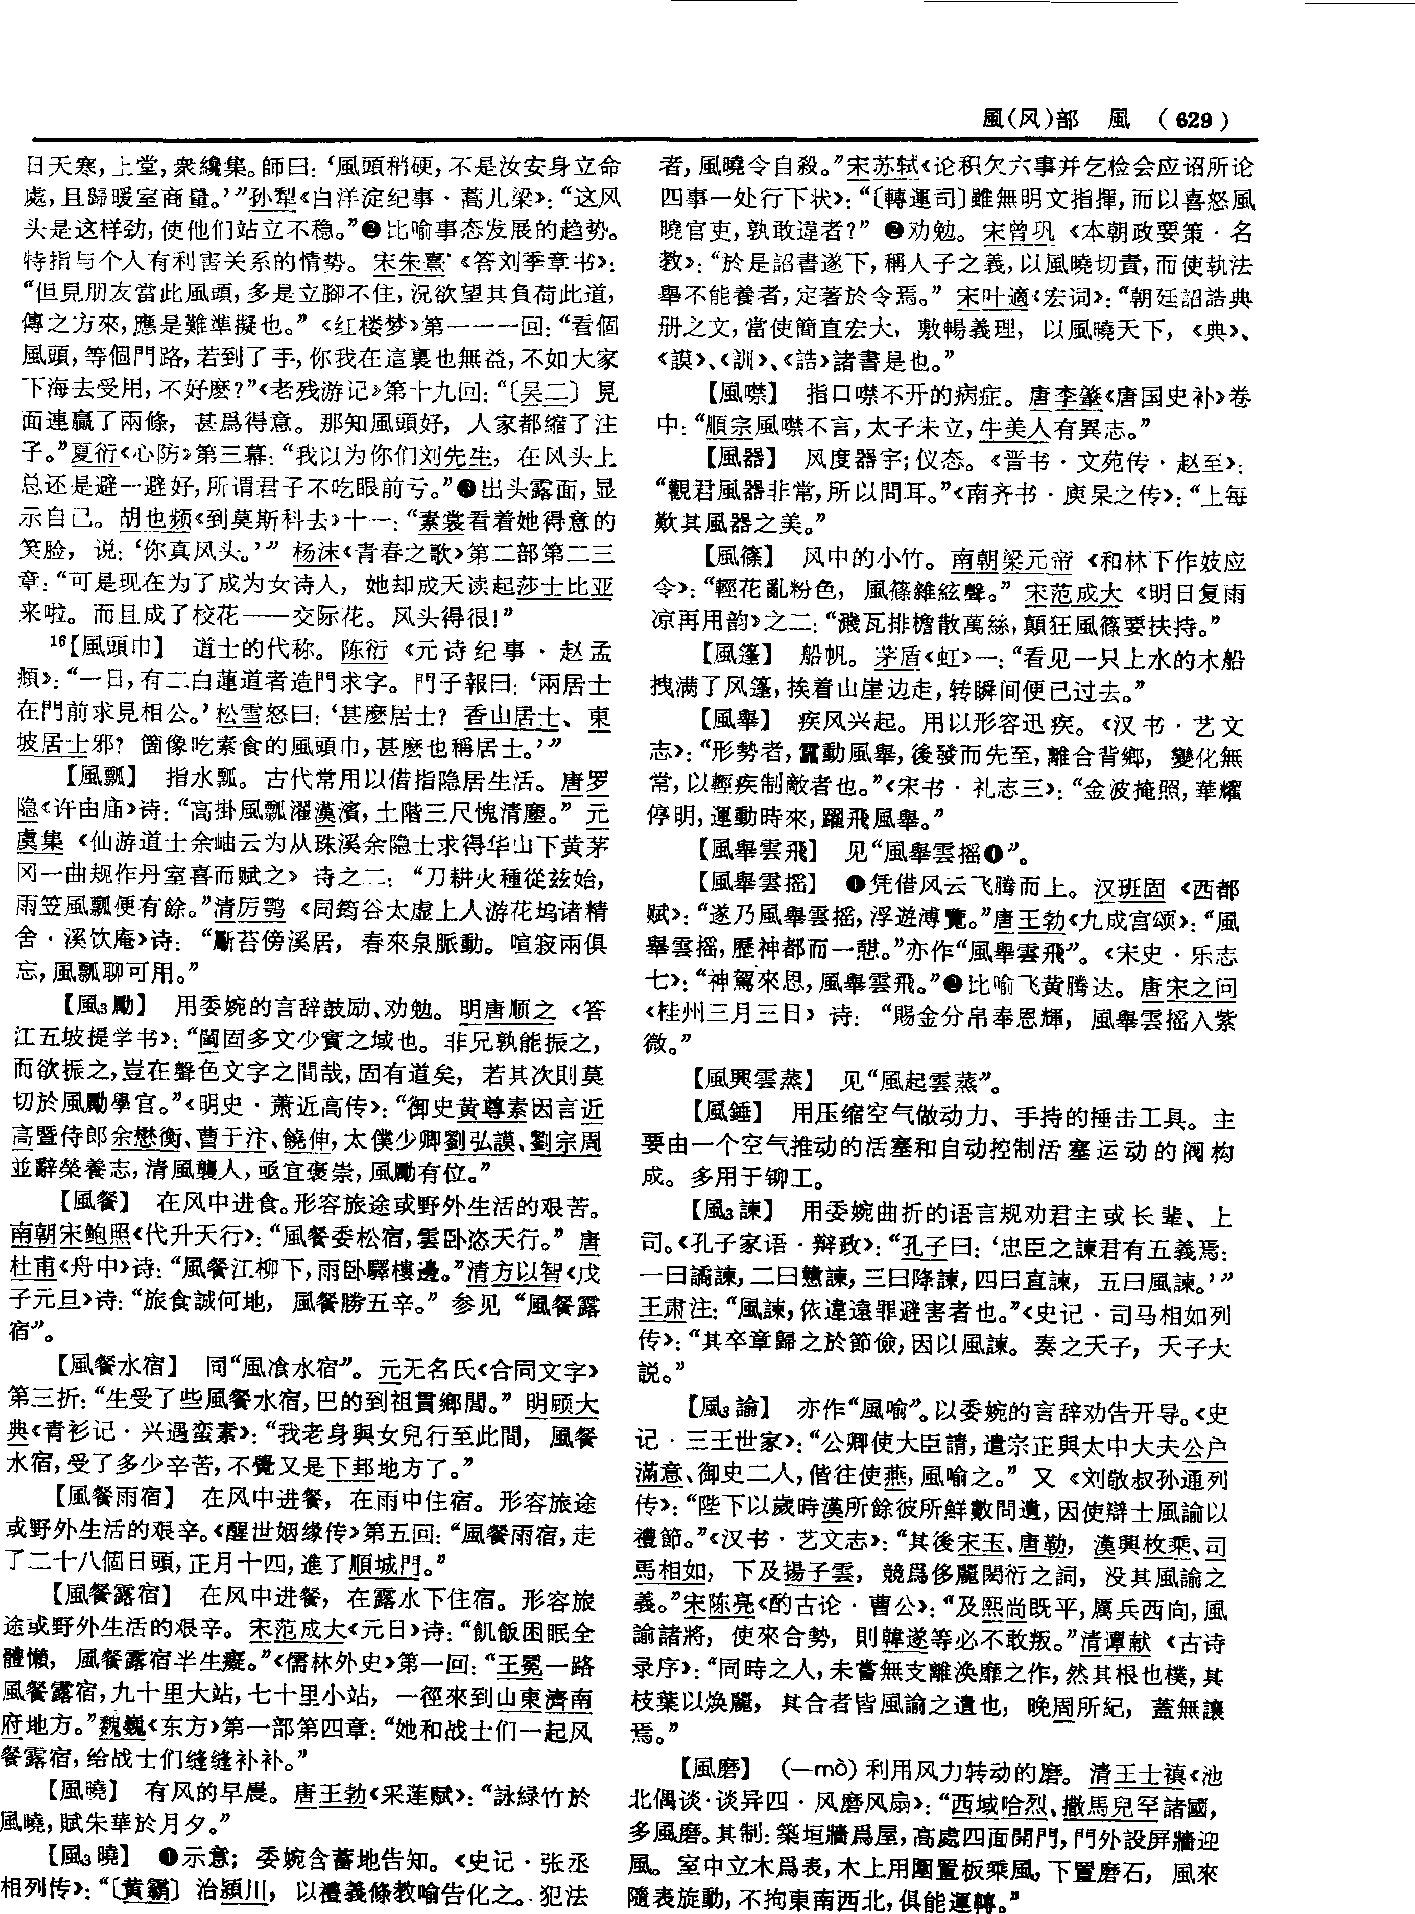 風(风)部　風　(629)
日天寒,上堂,衆纔集。師曰:‘風頭稍硬,不是汝安身立命
處,且歸暖室商量。’”孙犁《白洋淀纪事·蒿儿梁》:“这风
头是这样劲,使他们站立不稳。”❷比喻事态发展的趋势。
特指与个人有利害关系的情势。宋朱熹《答刘季章书》:
“但見朋友當此風頭,多是立腳不住,況欲望其負荷此道,
傳之方來,應是難準擬也。”《红楼梦》第一一一回:“看個
風頭,等個門路,若到了手,你我在這裏也無益,不如大家
下海去受用,不好麽?”《老残游记》第十九回:“〔吴二〕見
面連贏了兩條,甚爲得意。那知風頭好,人家都縮了注
子。”夏衍《心防》第三幕:“我以为你们刘先生,在风头上
总还是避一避好,所谓君子不吃眼前亏。”❸出头露面,显
示自己。胡也频《到莫斯科去》十一:“素裳看着她得意的
笑脸,说:‘你真风头。’”杨沫《青春之歌》第二部第二三
章:“可是现在为了成为女诗人,她却成天读起莎士比亚
来啦。而且成了校花——交际花。风头得很!”
16【風頭巾】　道士的代称。陈衍《元诗纪事·赵孟
頫》:“一日,有二白蓮道者造門求字。門子報曰:‘兩居士
在門前求見相公。’松雪怒曰:‘甚麽居士?香山居士、東
坡居士邪?箇像吃素食的風頭巾,甚麽也稱居士。’”
【風瓢】　指水瓢。古代常用以借指隐居生活。唐罗
隐《许由庙》诗:“高掛風瓢濯漢濱,土階三尺愧清塵。”元
虞集《仙游道士余岫云为从珠溪余隐士求得华山下黄茅
冈一曲规作丹室喜而赋之》诗之二:“刀耕火種從兹始,
雨笠風瓢便有餘。”清厉鹗《同筠谷太虚上人游花坞诸精
舍·溪饮庵》诗:“斸苔傍溪居,春來泉脈動。喧寂兩俱
忘,風瓢聊可用。”
【風3勵】　用委婉的言辞鼓励、劝勉。明唐顺之《答
江五坡提学书》:“閩固多文少實之域也。非兄孰能振之,
而欲振之,豈在聲色文字之間哉,固有道矣,若其次則莫
切於風勵學官。”《明史·萧近高传》:“御史黄尊素因言近
高暨侍郎余懋衡、曹于汴、饒伸,太僕少卿劉弘謨、劉宗周
並辭榮養志,清風襲人,亟宜褒崇,風勵有位。”
【風餐】　在风中进食。形容旅途或野外生活的艰苦。
南朝宋鲍照《代升天行》:“風餐委松宿,雲卧恣天行。”唐
杜甫《舟中》诗:“風餐江柳下,雨卧驛樓邊。”清方以智《戊
子元旦》诗:“旅食誠何地,風餐勝五辛。”参见“風餐露
宿”。
【風餐水宿】　同“風飡水宿”。元无名氏《合同文字》
第三折:“生受了些風餐水宿,巴的到祖貫鄉閭。”明顾大
典《青衫记·兴遇蛮素》:“我老身與女兒行至此間,風餐
水宿,受了多少辛苦,不覺又是下邽地方了。”
【風餐雨宿】　在风中进餐,在雨中住宿。形容旅途
或野外生活的艰辛。《醒世姻缘传》第五回:“風餐雨宿,走
了二十八個日頭,正月十四,進了順城門。”
【風餐露宿】　在风中进餐,在露水下住宿。形容旅
途或野外生活的艰辛。宋范成大《元日》诗:“飢飯困眠全
體懶,風餐露宿半生癡。”《儒林外史》第一回:“王冕一路
風餐露宿,九十里大站,七十里小站,一徑來到山東濟南
府地方。”魏巍《东方》第一部第四章:“她和战士们一起风
餐露宿,给战士们缝缝补补。”
【風曉】　有风的早晨。唐王勃《采莲赋》:“詠緑竹於
風曉,賦朱華於月夕。”
【風3曉】　❶示意;委婉含蓄地告知。《史记·张丞
相列传》:“〔黄霸〕治潁川,以禮義條教喻告化之。犯法
者,風曉令自殺。”宋苏轼《论积欠六事并乞检会应诏所论
四事一处行下状》:“〔轉運司〕雖無明文指揮,而以喜怒風
曉官吏,孰敢違者?”❷劝勉。宋曾巩《本朝政要策·名
教》:“於是詔書遂下,稱人子之義,以風曉切責,而使執法
舉不能養者,定著於令焉。”宋叶適《宏词》:“朝廷詔誥典
册之文,當使簡直宏大,敷暢義理,以風曉天下,《典》、
《謨》、《訓》、《誥》諸書是也。”
【風噤】　指口噤不开的病症。唐李肇《唐国史补》卷
中:“順宗風噤不言,太子未立,牛美人有異志。”
【風器】　风度器宇;仪态。《晋书·文苑传·赵至》:
“觀君風器非常,所以問耳。”《南齐书·庾杲之传》:“上每
歎其風器之美。”
【風篠】　风中的小竹。南朝梁元帝《和林下作妓应
令》:“輕花亂粉色,風篠雜絃聲。”宋范成大《明日复雨
凉再用韵》之二:“濺瓦排檐散萬絲,顛狂風篠要扶持。”
【風篷】　船帆。茅盾《虹》一:“看见一只上水的木船
拽满了风篷,挨着山崖边走,转瞬间便已过去。”
【風舉】　疾风兴起。用以形容迅疾。《汉书·艺文
志》:“形勢者,靁動風舉,後發而先至,離合背鄉,變化無
常,以輕疾制敵者也。”《宋书·礼志三》:“金波掩照,華耀
停明,運動時來,躍飛風舉。”
【風舉雲飛】　见“風舉雲摇❶”。
【風舉雲摇】　❶凭借风云飞腾而上。汉班固《西都
赋》:“遂乃風舉雲摇,浮遊溥覽。”唐王勃《九成宫颂》:“風
舉雲摇,歷神都而一憩。”亦作“風舉雲飛”。《宋史·乐志
七》:“神駕來思,風舉雲飛。”❷比喻飞黄腾达。唐宋之问
《桂州三月三日》诗:“賜金分帛奉恩輝,風舉雲摇入紫
微。”
【風興雲蒸】　见“風起雲蒸”。
【風錘】　用压缩空气做动力、手持的捶击工具。主
要由一个空气推动的活塞和自动控制活塞运动的阀构
成。多用于铆工。
【風3諫】　用委婉曲折的语言规劝君主或长辈、上
司。《孔子家语·辩政》:“孔子曰:‘忠臣之諫君有五義焉:
一曰譎諫,二曰戇諫,三曰降諫,四曰直諫,五曰風諫。’”
王肃注:“風諫,依違遠罪避害者也。”《史记·司马相如列
传》:“其卒章歸之於節儉,因以風諫。奏之天子,天子大
説。”
【風3諭】　亦作“風喻”。以委婉的言辞劝告开导。《史
记·三王世家》:“公卿使大臣請,遣宗正與太中大夫公户
滿意、御史二人,偕往使燕,風喻之。”又《刘敬叔孙通列
传》:“陛下以歲時漢所餘彼所鮮數問遺,因使辯士風諭以
禮節。”《汉书·艺文志》:“其後宋玉、唐勒,漢興枚乘、司
馬相如,下及揚子雲,競爲侈麗閎衍之詞,没其風諭之
義。”宋陈亮《酌古论·曹公》:“及熙尚既平,厲兵西向,風
諭諸將,使來合勢,則韓遂等必不敢叛。”清谭献《古诗
录序》:“同時之人,未嘗無支離涣靡之作,然其根也樸,其
枝葉以焕麗,其合者皆風諭之遺也,晚周所紀,蓋無讓
焉。”
【風磨】　(—mò)利用风力转动的磨。清王士禛《池
北偶谈·谈异四·风磨风扇》:“西域哈烈、撒馬兒罕諸國,
多風磨。其制:築垣牆爲屋,高處四面開門,門外設屏牆迎
風。室中立木爲表,木上用圍置板乘風,下置磨石,風來
隨表旋動,不拘東南西北,俱能運轉。”